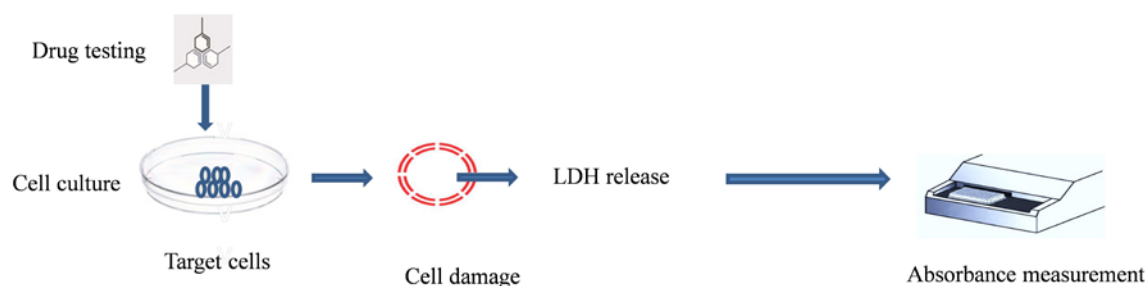 Drug testing
Cell culture
LDH release
Target cells
Cell damage
Absorbance measurement